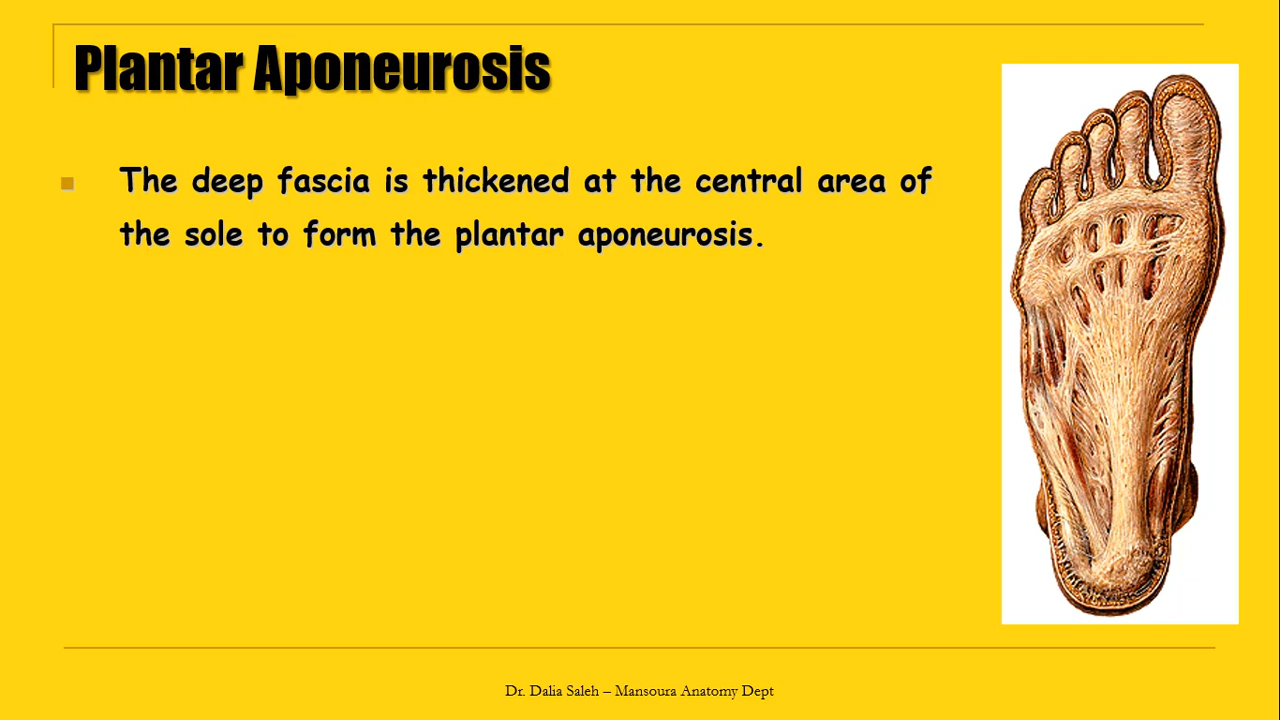 Plantar Aponeurosis
The deep fascia is thickened at the central area of
the sole to form the plantar aponeurosis.
Dr. Dalia Saleh – Mansoura Anatomy Dept